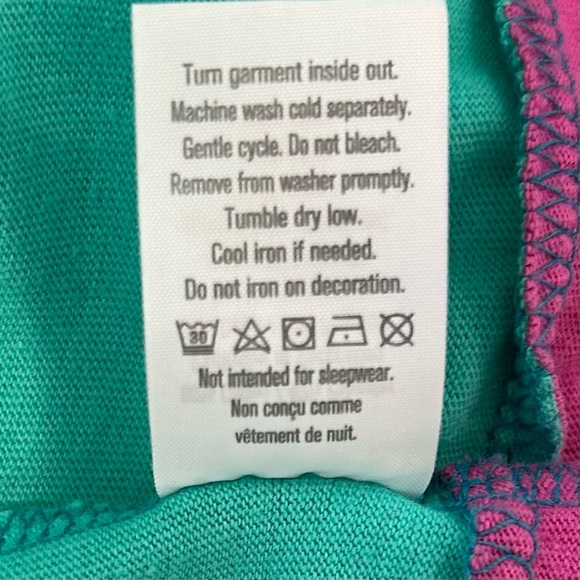 Turn garment inside out.
Machine wash cold separately.
Gentle cycle. Do not bleach.
Remove from washer promptly.
Tumble dry low.
Cool iron if needed.
Do not iron on decoration.
30
Not intended for sleepwear.
Non conçu comme
vêtement de nuit.